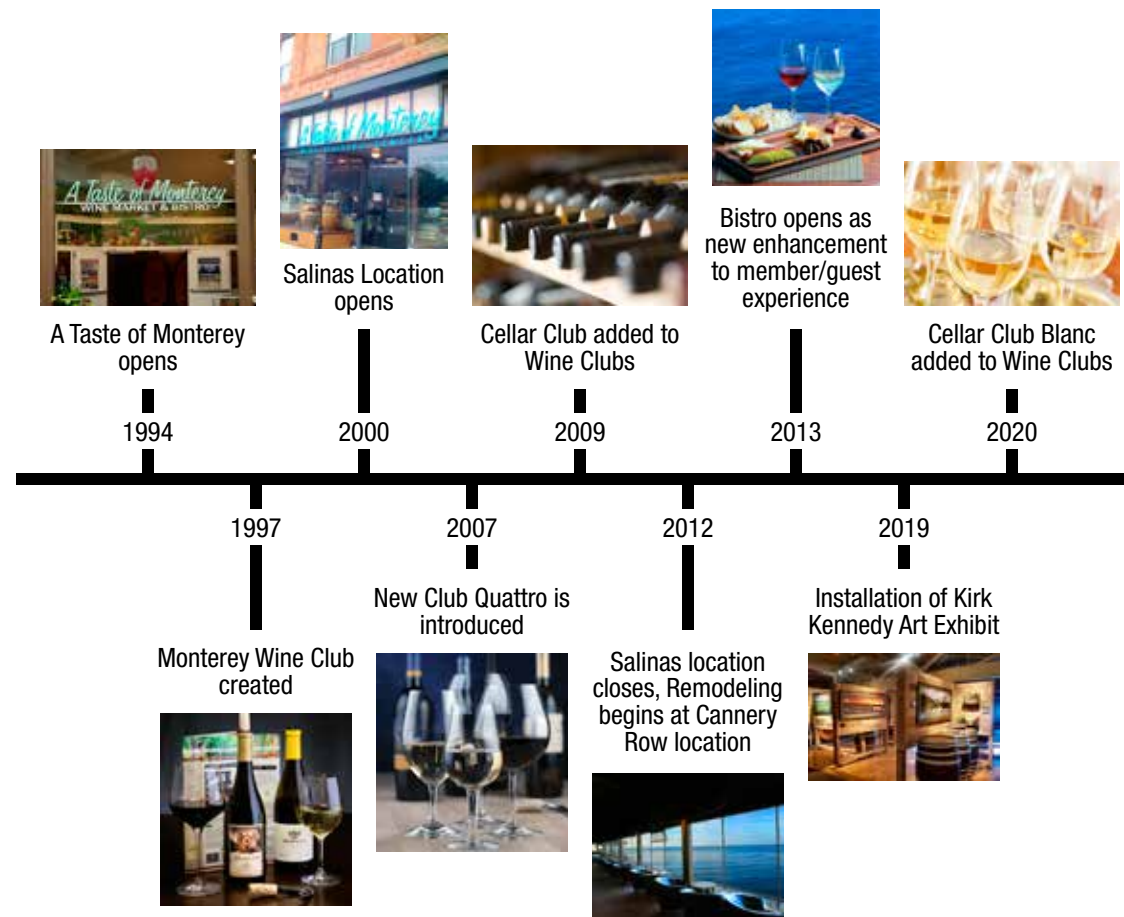 A Taste of Monterey
WINE MARKET & BISTRO
A Taste of Monterey
opens
1994
A Taste of Monterey
Salinas Location
opens
2000
Cellar Club added to
Wine Clubs
2009
Bistro opens as
new enhancement
to member/guest
experience
2013
Cellar Club Blanc
added to Wine Clubs
2020
1997
Monterey Wine Club
created
2007
New Club Quattro is
introduced
2012
Salinas location
closes, Remodeling
begins at Cannery
Row location
2019
Installation of Kirk
Kennedy Art Exhibit